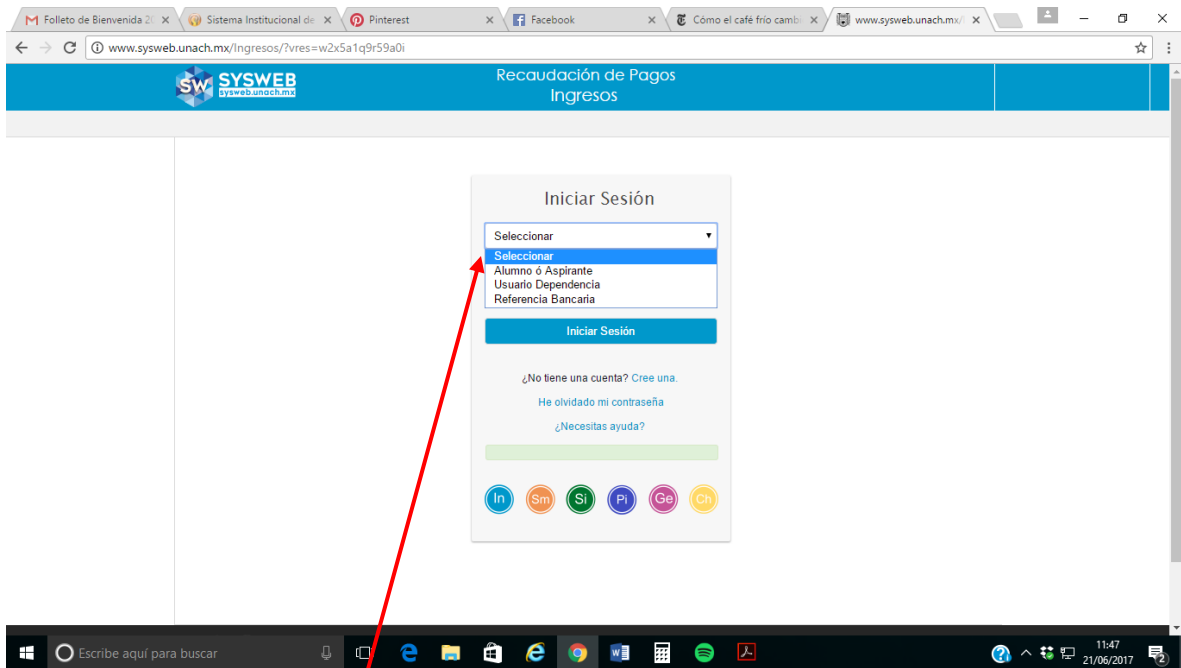 Folleto de Bienvenida 2
Sistema Institucional de
Pinterest
Facebook
Cómo el café frío cambi
www.sysweb.unach.mx/
www.sysweb.unach.mx/Ingresos/?vres=w2x5a1q9r59a0i
SW SYSWEB
sysweb.unach.mx
Recaudación de Pagos
Ingresos
Iniciar Sesión
Seleccionar
Seleccionar
Alumno ó Aspirante
Usuario Dependencia
Referencia Bancaria
Iniciar Sesión
¿No tiene una cuenta? Cree una.
He olvidado mi contraseña
¿Necesitas ayuda?
In Sm Si Pi Ge Ch
Escribe aquí para buscar
11:47
21/06/2017
2